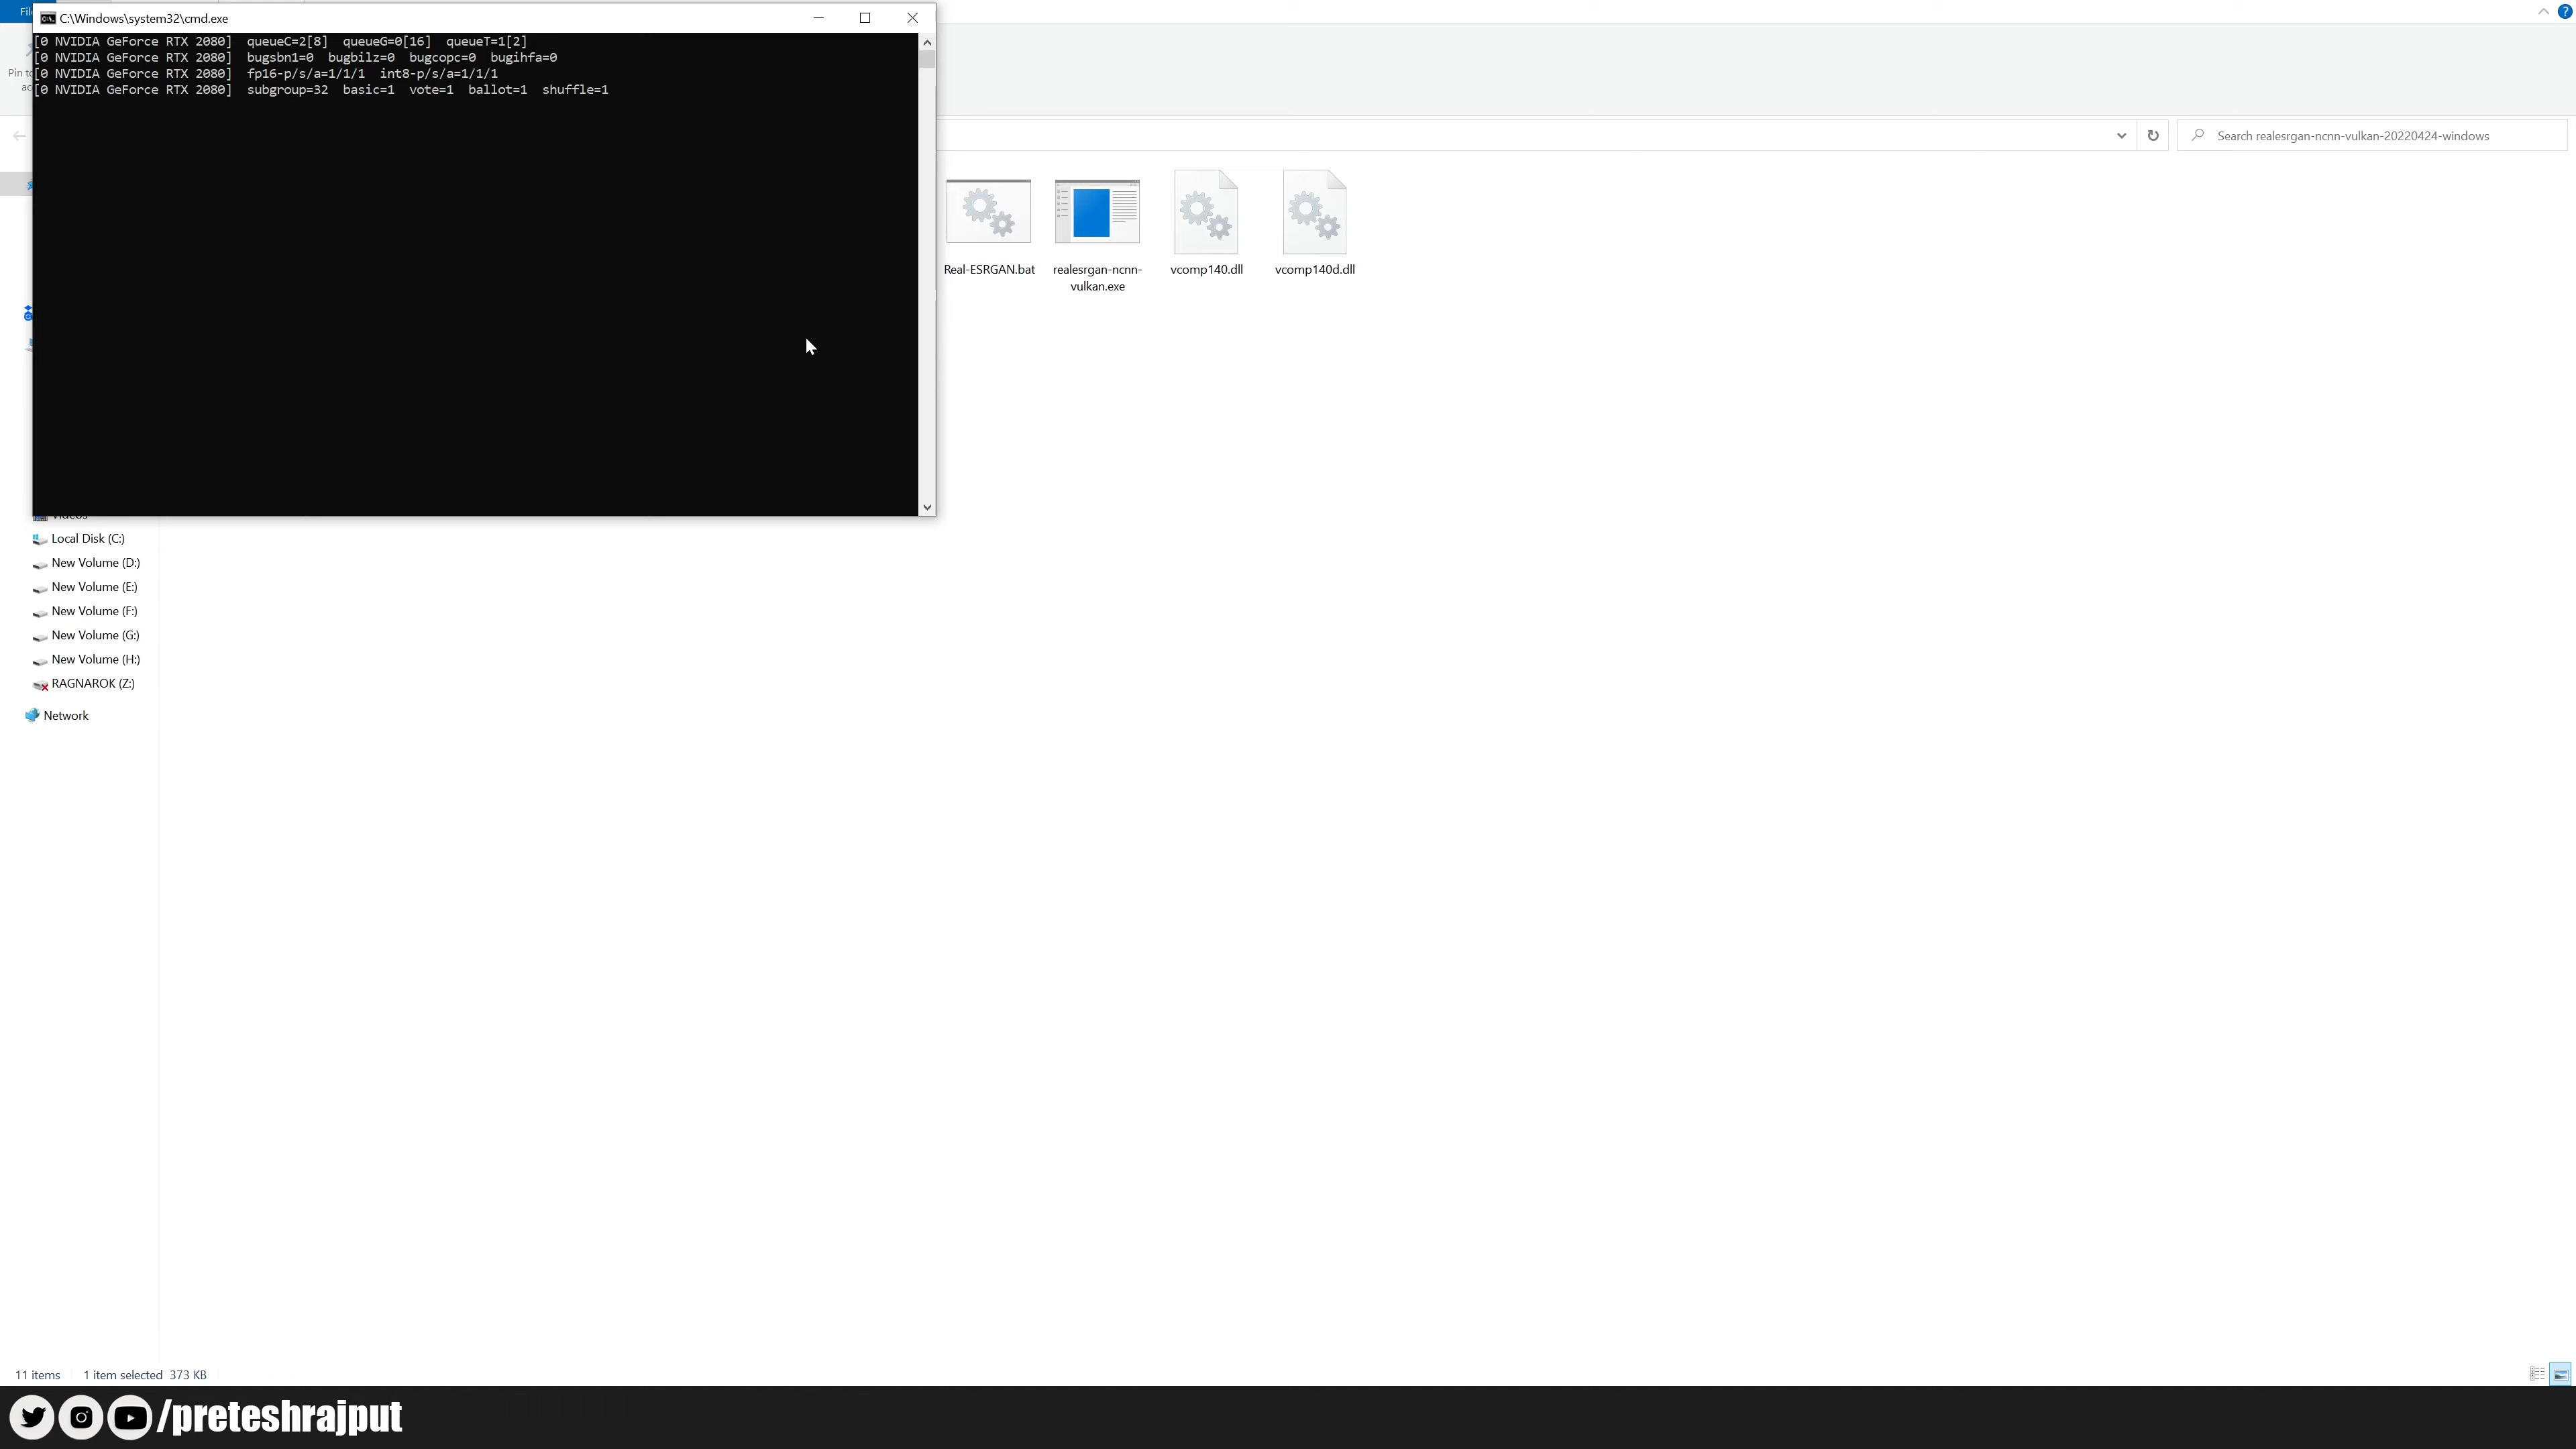 C:\Windows\system32\cmd.exe
[0 NVIDIA GeForce RTX 2080]  queueC=2[8]  queueG=0[16]  queueT=1[2]
[0 NVIDIA GeForce RTX 2080]  bugsbn1=0  bugbilz=0  bugcopc=0  bugihfa=0
[0 NVIDIA GeForce RTX 2080]  fp16-p/s/a=1/1/1  int8-p/s/a=1/1/1
[0 NVIDIA GeForce RTX 2080]  subgroup=32  basic=1  vote=1  ballot=1  shuffle=1
Search realesrgan-ncnn-vulkan-20220424-windows
Real-ESRGAN.bat
realesrgan-ncnn-
vulkan.exe
vcomp140.dll
vcomp140d.dll
Local Disk (C:)
New Volume (D:)
New Volume (E:)
New Volume (F:)
New Volume (G:)
New Volume (H:)
RAGNAROK (Z:)
Network
11 items
1 item selected  373 KB
/preteshrajput